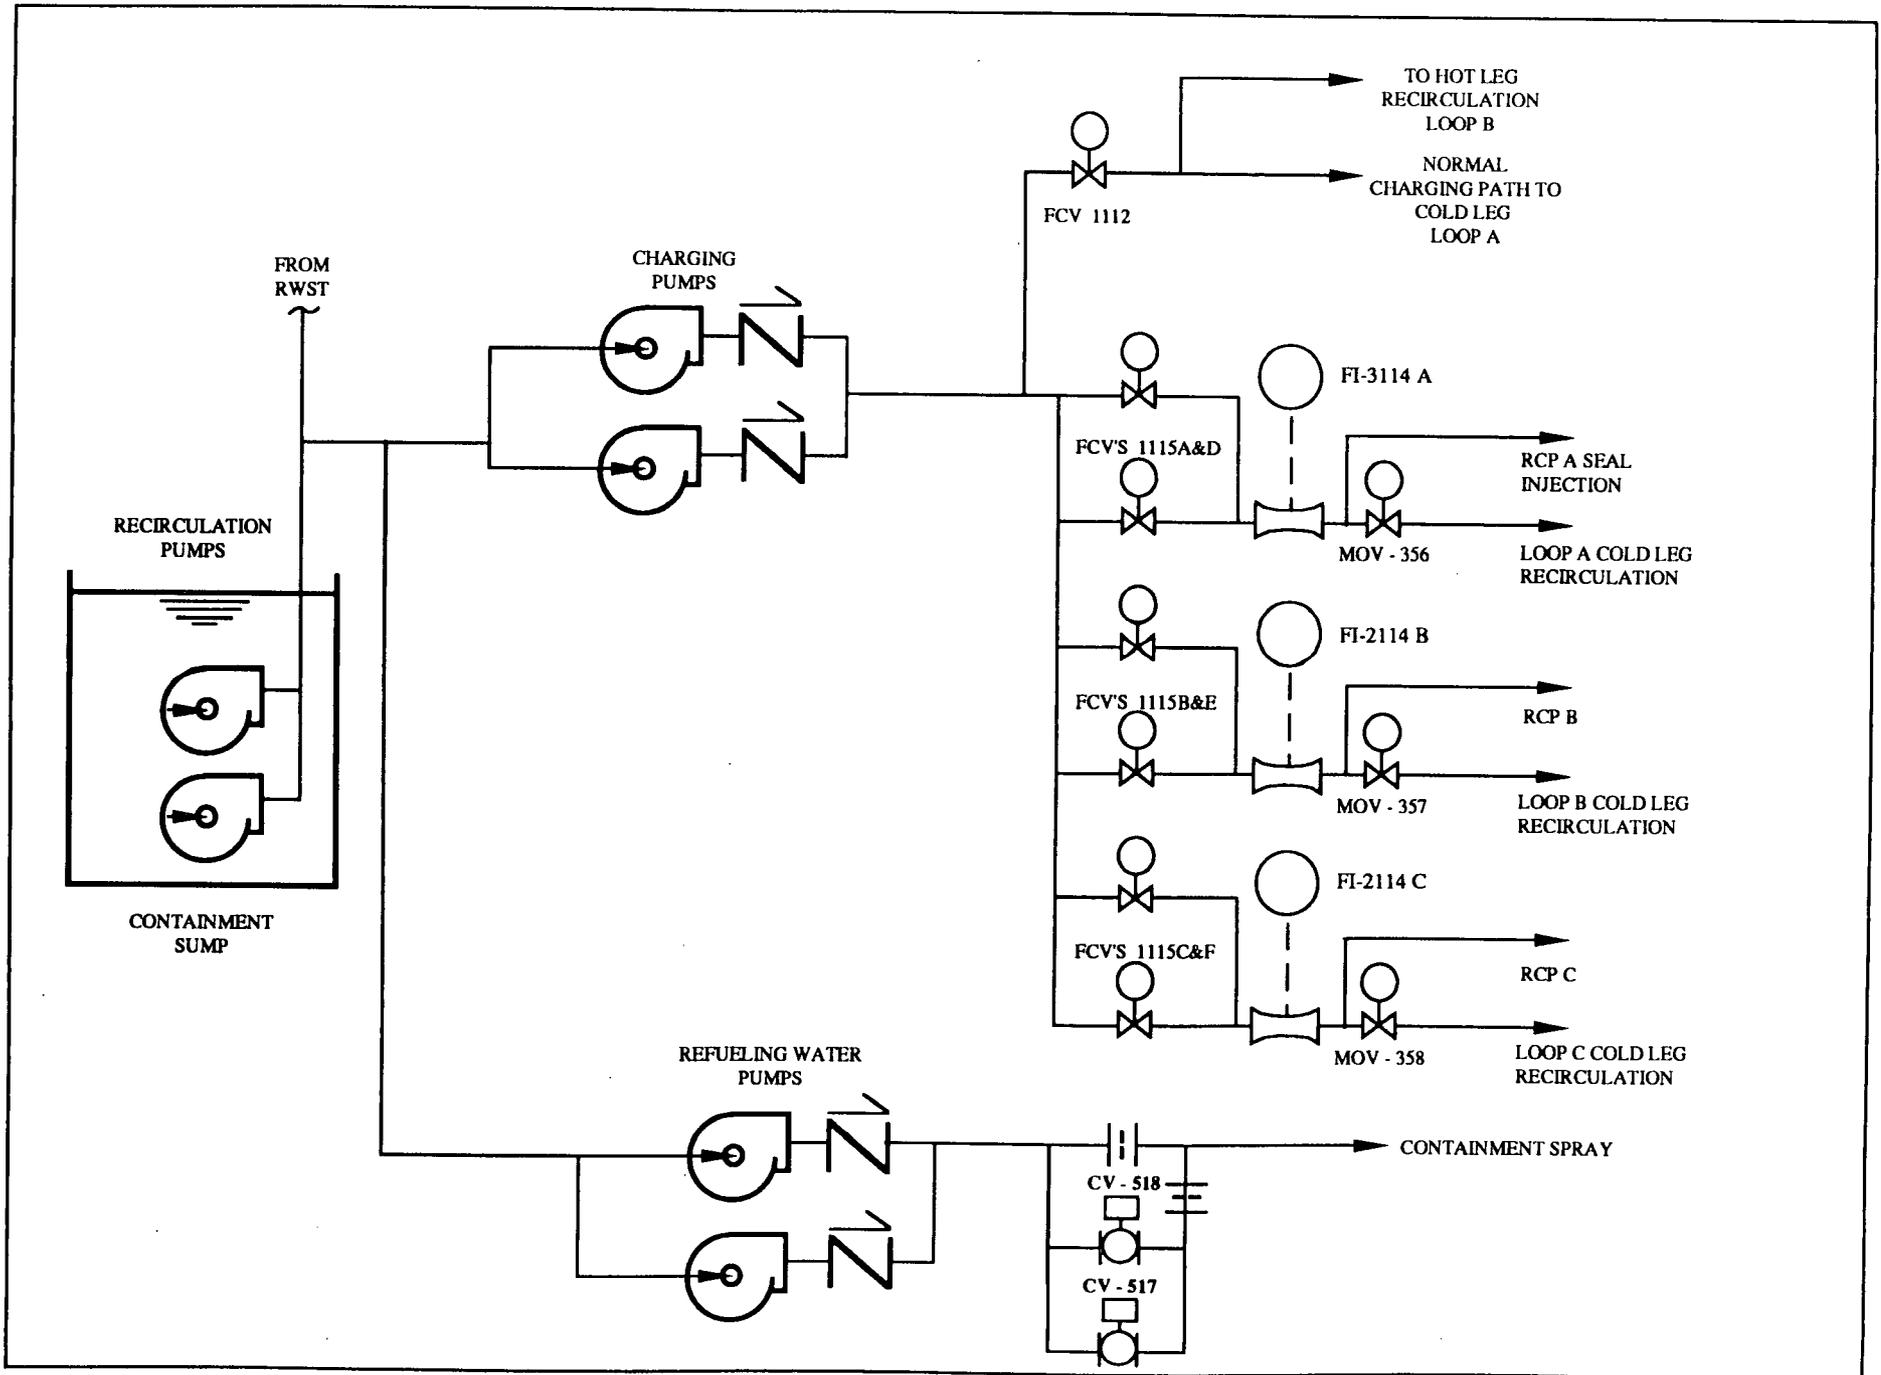 TO HOT LEG
RECIRCULATION
LOOP B
NORMAL
CHARGING PATH TO
COLD LEG
LOOP A
FCV 1112
FROM
RWST
CHARGING
PUMPS
FI-3114 A
FCV'S 1115A&D
RCP A SEAL
INJECTION
MOV - 356
LOOP A COLD LEG
RECIRCULATION
RECIRCULATION
PUMPS
FI-2114 B
FCV'S 1115B&E
RCP B
MOV - 357
LOOP B COLD LEG
RECIRCULATION
FI-2114 C
CONTAINMENT
SUMP
FCV'S 1115C&F
RCP C
MOV - 358
LOOP C COLD LEG
RECIRCULATION
REFUELING WATER
PUMPS
CONTAINMENT SPRAY
CV - 518
CV - 517